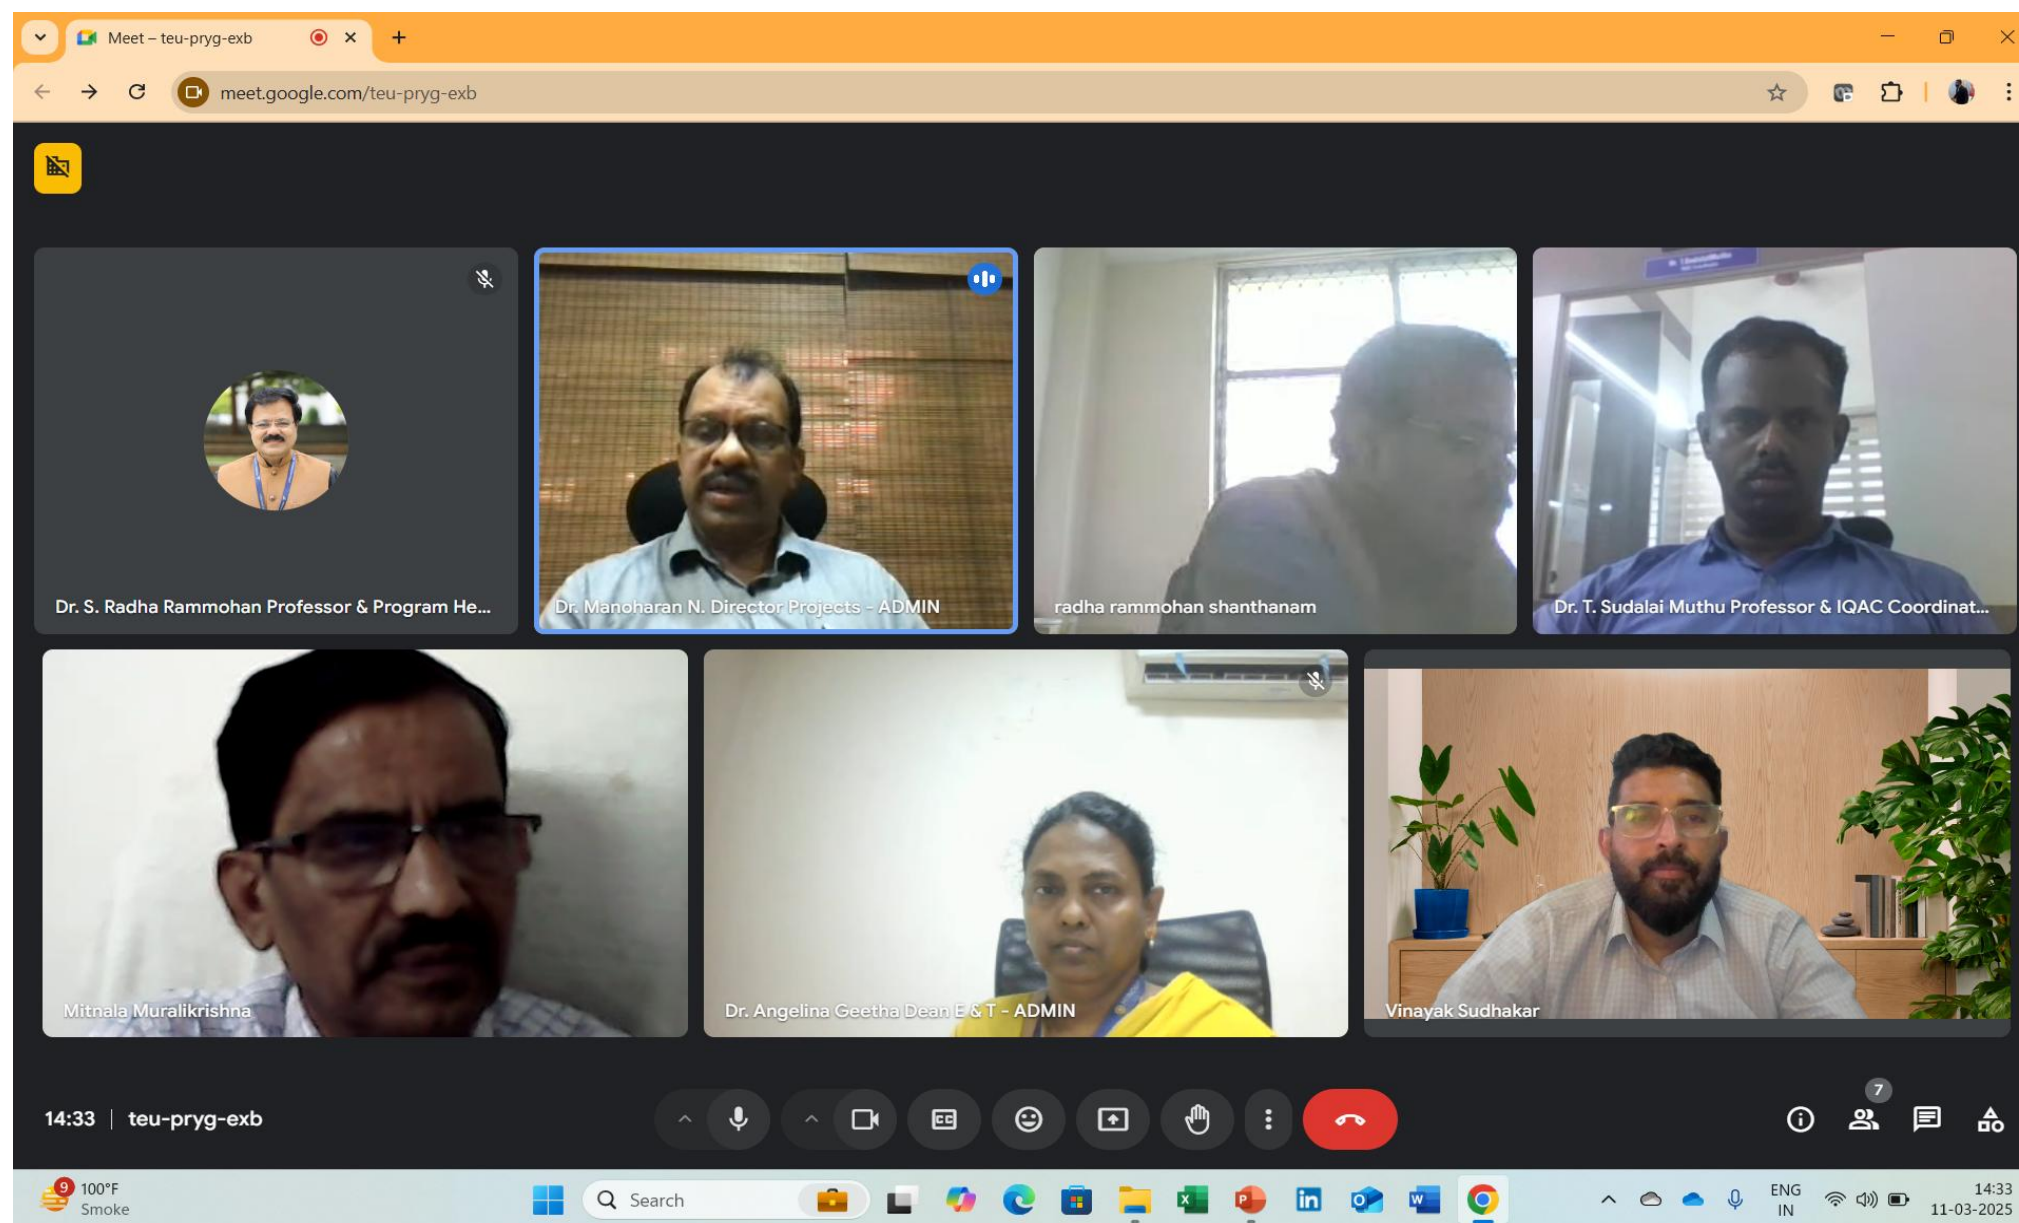 Meet – teu-pryg-exb
meet.google.com/teu-pryg-exb
Dr. S. Radha Rammohan Professor & Program He...
Dr. Manoharan N. Director Projects - ADMIN
radha rammohan shanthanam
Dr. T. Sudalai Muthu Professor & IQAC Coordinat...
Mitnala Muralikrishna
Dr. Angelina Geetha Dean E & T - ADMIN
Vinayak Sudhakar
14:33 | teu-pryg-exb
7
9
100°F
Smoke
Search
ENG
IN
14:33
11-03-2025